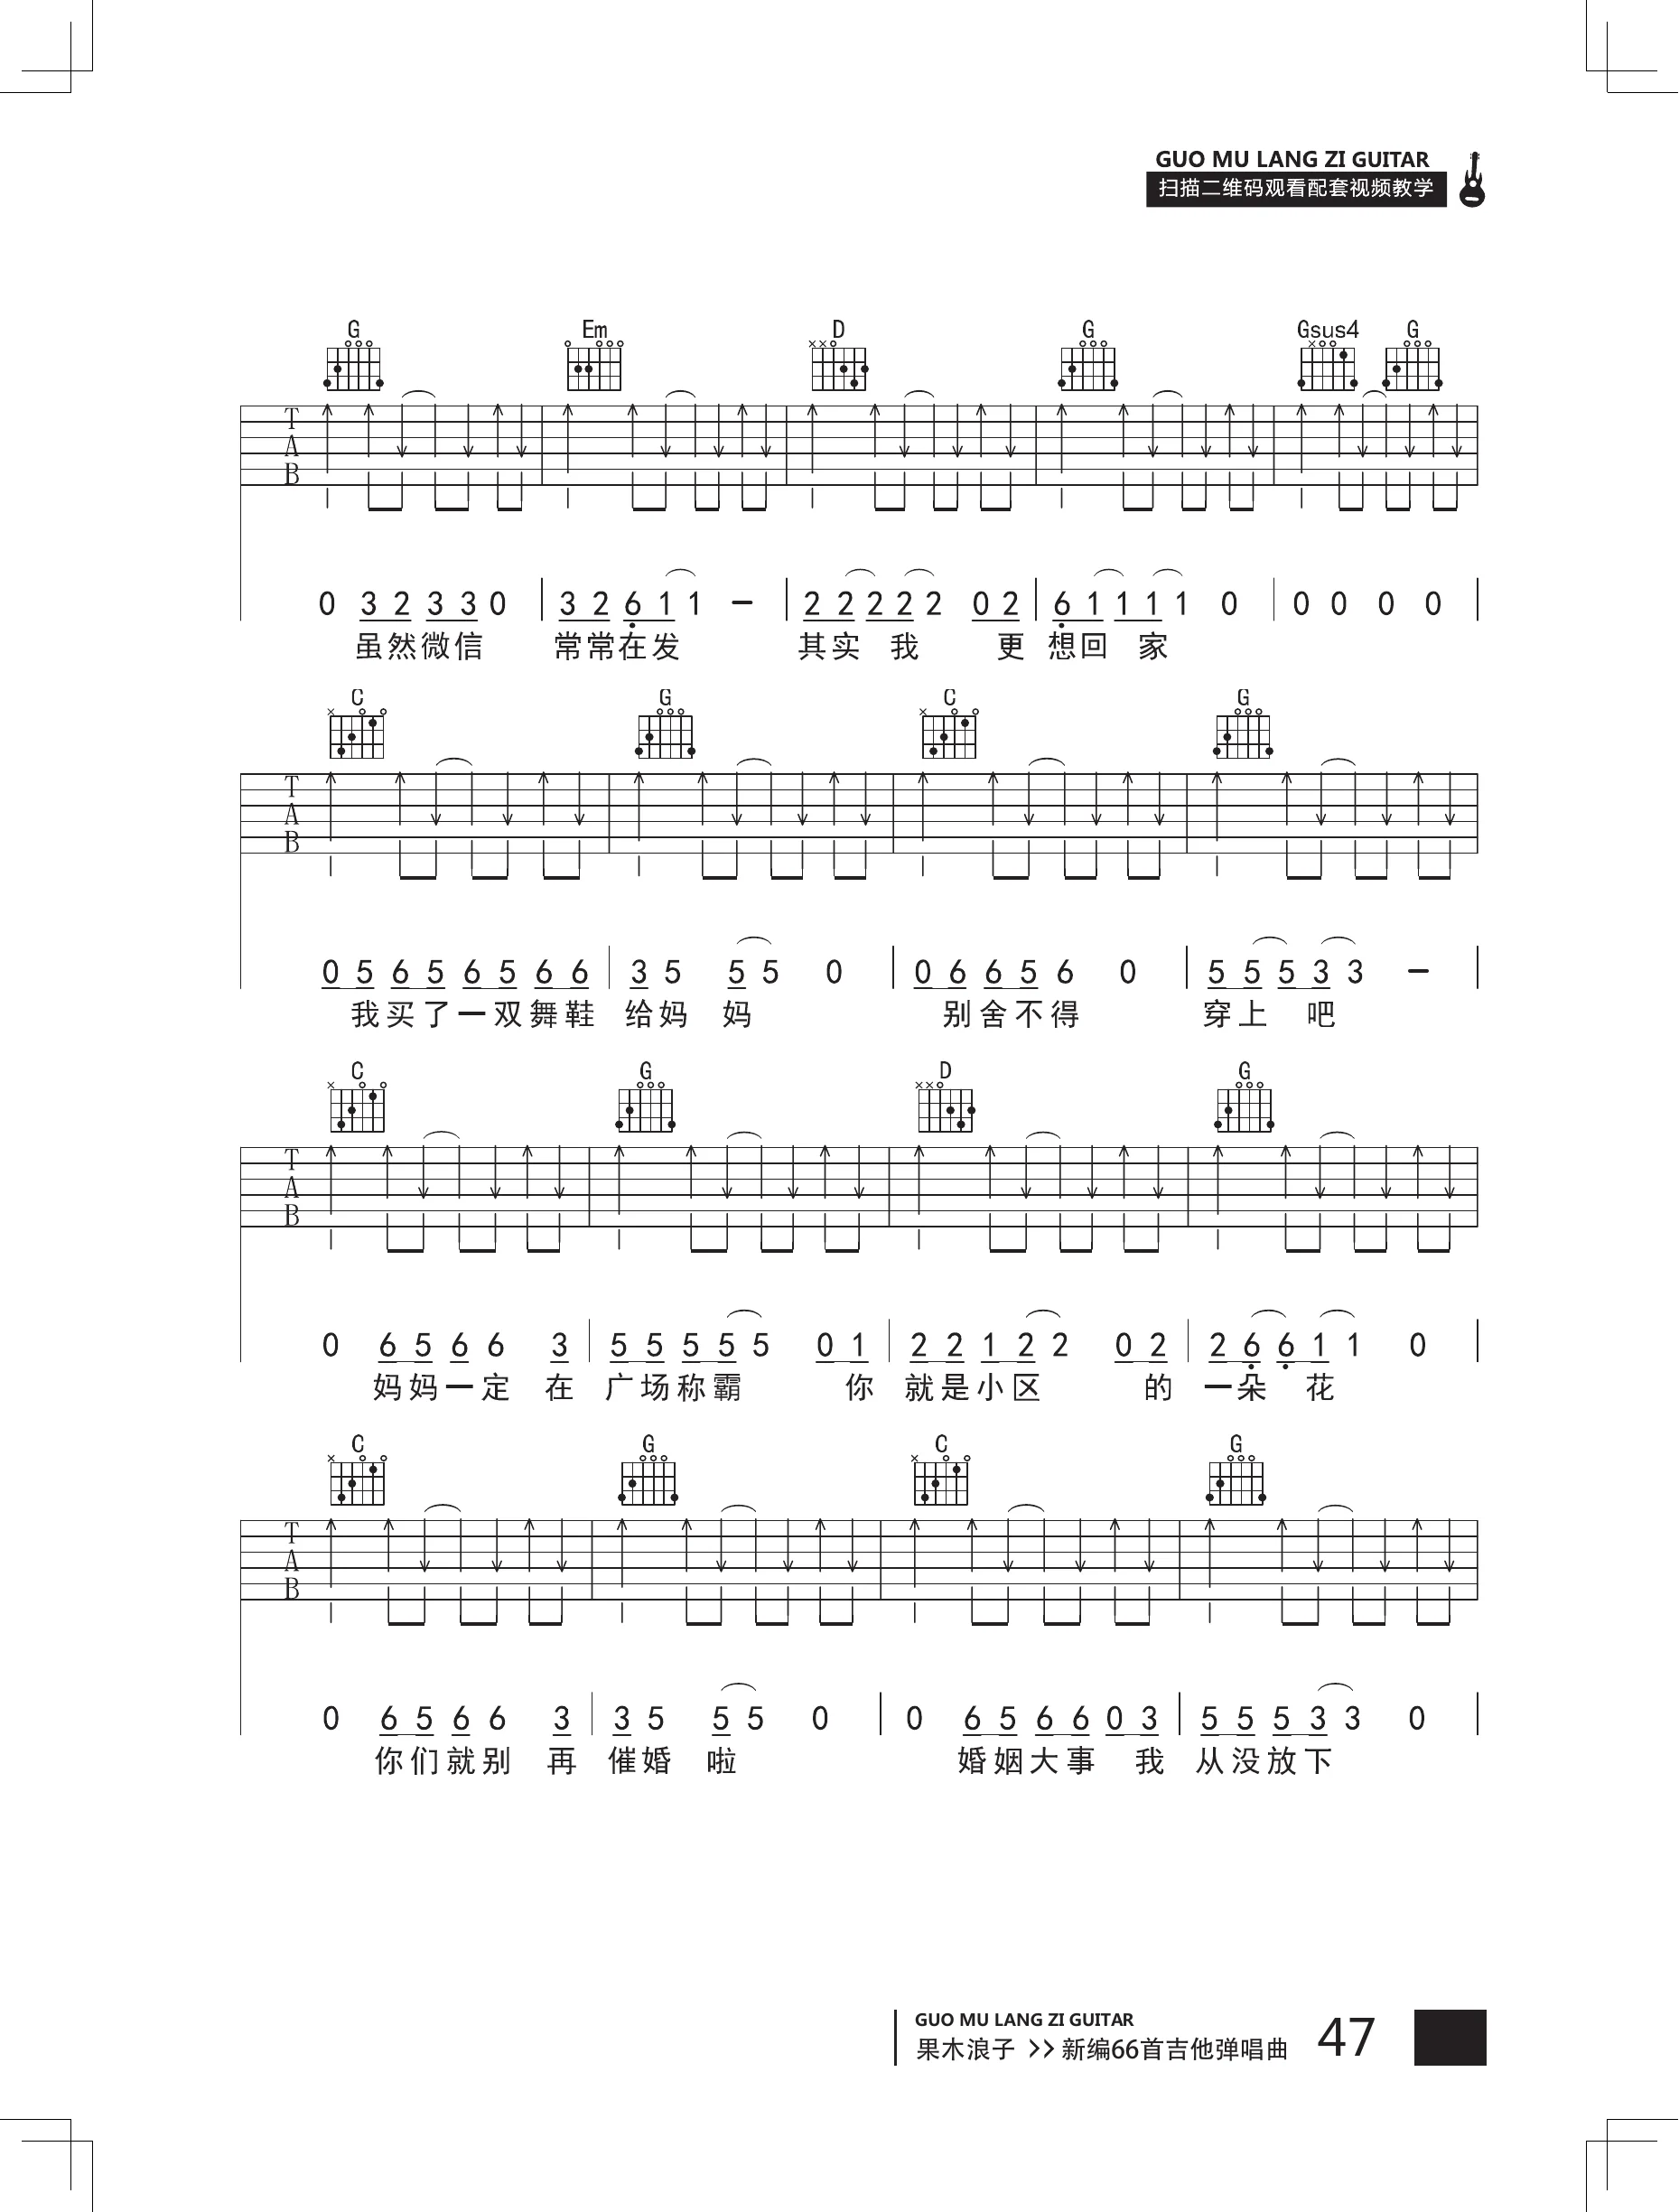 GUO MU LANG ZI GUITAR
扫描二维码观看配套视频教学
G Em D G Gsus4 G
T
A
B
0 3 2 3 3 0 3 2 6 1 1 – 2 2 2 2 2 0 2 6 1 1 1 1 0 0 0 0 0
虽然微信 常常在发 其实 我 更 想回 家
C G C G
T
A
B
0 5 6 5 6 5 6 6 3 5 5 5 0 0 6 6 5 6 0 5 5 5 3 3 –
我买了一双舞鞋 给妈 妈 别舍不得 穿上 吧
C G D G
T
A
B
0 6 5 6 6 3 5 5 5 5 5 0 1 2 2 1 2 2 0 2 2 6 6 1 1 0
妈妈一定 在 广场称霸 你 就是小区 的 一朵 花
C G C G
T
A
B
0 6 5 6 6 3 3 5 5 5 0 0 6 5 6 6 0 3 5 5 5 3 3 0
你们就别 再 催婚 啦 婚姻大事 我 从没放下
GUO MU LANG ZI GUITAR
果木浪子 >> 新编66首吉他弹唱曲 47